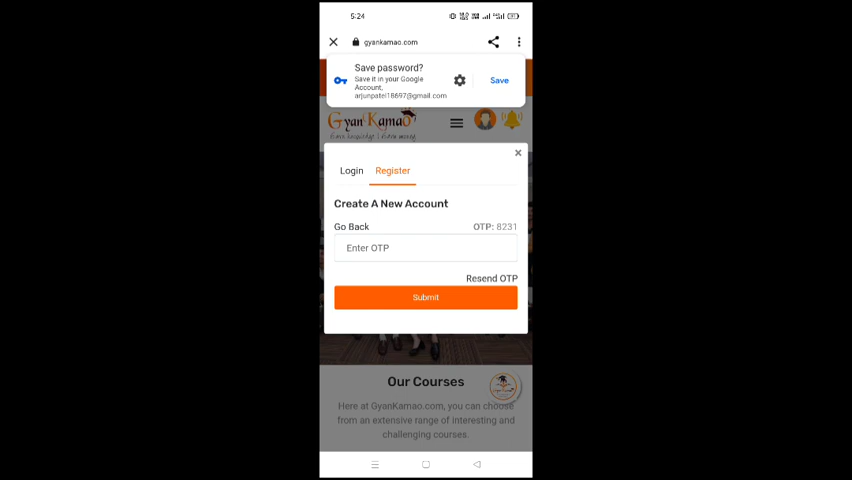 5:24
gyankamao.com
Save password?
Save it in your Google
Account,
arjunpatel18697@gmail.com
Save
Gyan Kamao
Login
Register
Create A New Account
Go Back
OTP: 8231
Enter OTP
Resend OTP
Submit
Our Courses
Here at GyanKamao.com, you can choose
from an extensive range of interesting and
challenging courses.